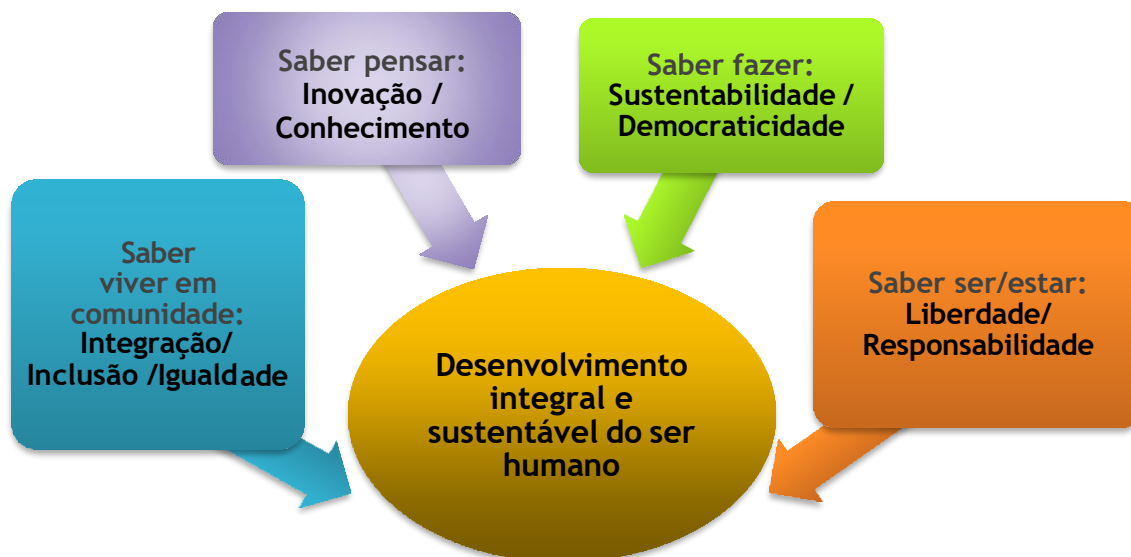 Saber pensar:
Inovação /
Conhecimento
Saber fazer:
Sustentabilidade /
Democraticidade
Saber
viver em
comunidade:
Integração/
Inclusão /Igualdade
Saber ser/estar:
Liberdade/
Responsabilidade
Desenvolvimento
integral e
sustentável do ser
humano